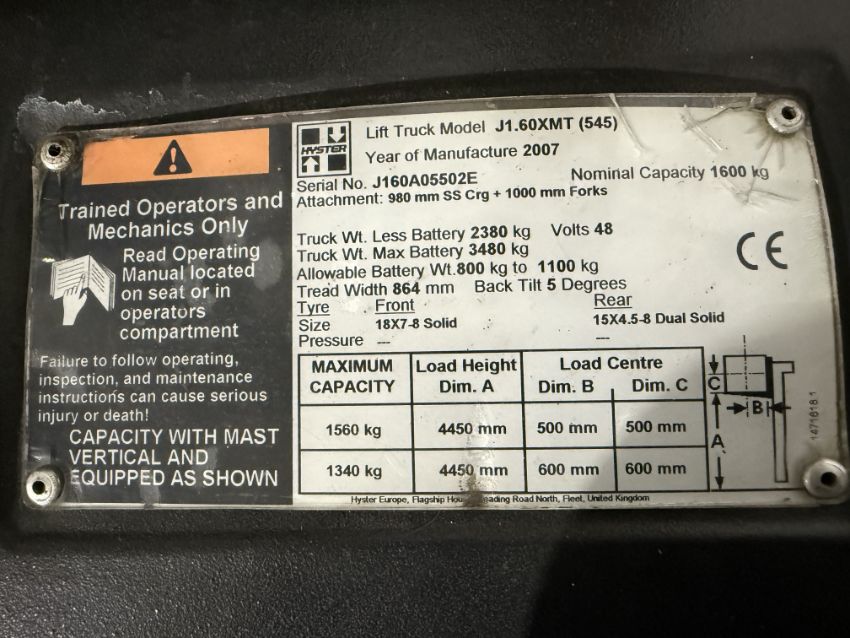 Trained Operators and
Mechanics Only
Read Operating
Manual located
on seat or in
operators
compartment
Failure to follow operating,
inspection, and maintenance
instructions can cause serious
injury or death!
CAPACITY WITH MAST
VERTICAL AND
EQUIPPED AS SHOWN
HYSTER
Lift Truck Model J1.60XMT (545)
Year of Manufacture 2007
Serial No. J160A05502E Nominal Capacity 1600 kg
Attachment: 980 mm SS Crg + 1000 mm Forks
Truck Wt. Less Battery 2380 kg Volts 48
Truck Wt. Max Battery 3480 kg
Allowable Battery Wt. 800 kg to 1100 kg
Tread Width 864 mm Back Tilt 5 Degrees
Tyre Front Rear
Size 18X7-8 Solid 15X4.5-8 Dual Solid
Pressure --- ---
CE
MAXIMUM CAPACITY Load Height Dim. A Load Centre Dim. B Dim. C
1560 kg 4450 mm 500 mm 500 mm
1340 kg 4450 mm 600 mm 600 mm
C
B
A
1471618.1
Hyster Europe, Flagship House, Reading Road North, Fleet, United Kingdom